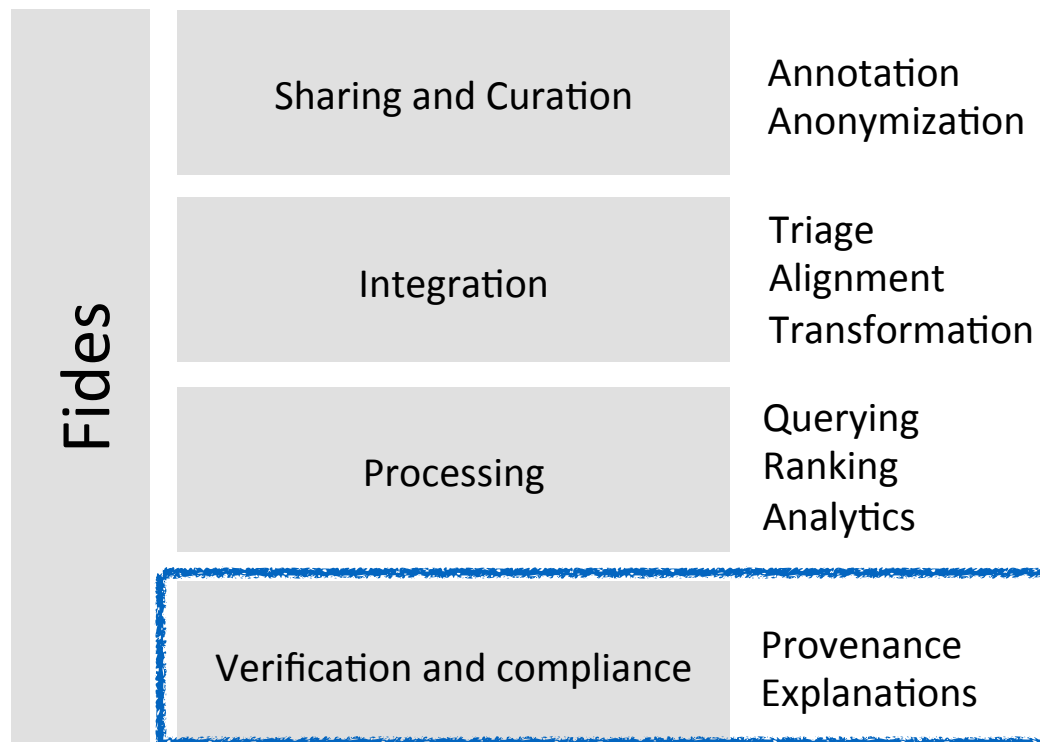 Fides
Sharing and Curation
Annotation
Anonymization
Integration
Triage
Alignment
Transformation
Processing
Querying
Ranking
Analytics
Verification and compliance
Provenance
Explanations